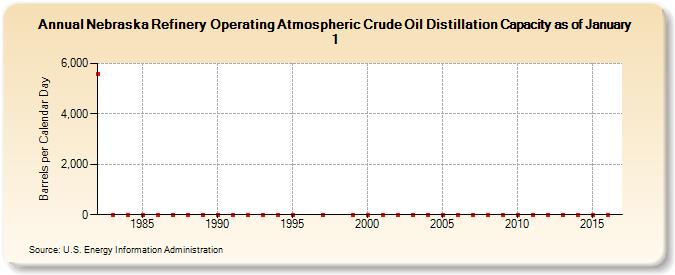 Annual Nebraska Refinery Operating Atmospheric Crude Oil Distillation Capacity as of January
1
Barrels per Calendar Day
6,000
4,000
2,000
0
1985 1990 1995 2000 2005 2010 2015
Source: U.S. Energy Information Administration